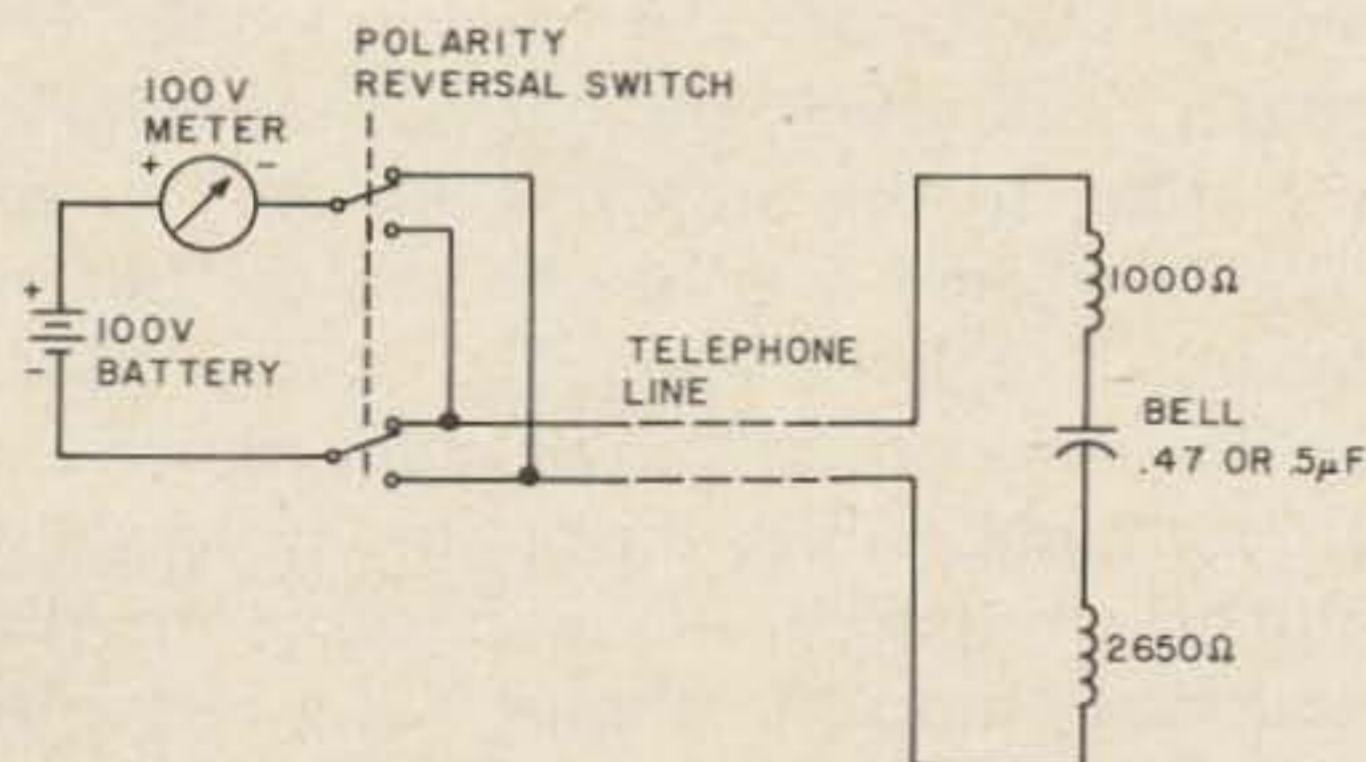 POLARITY
REVERSAL SWITCH
100 V
METER
+ -
+
100V
BATTERY
-
TELEPHONE
LINE
1000Ω
BELL
.47 OR .5μF
2650Ω